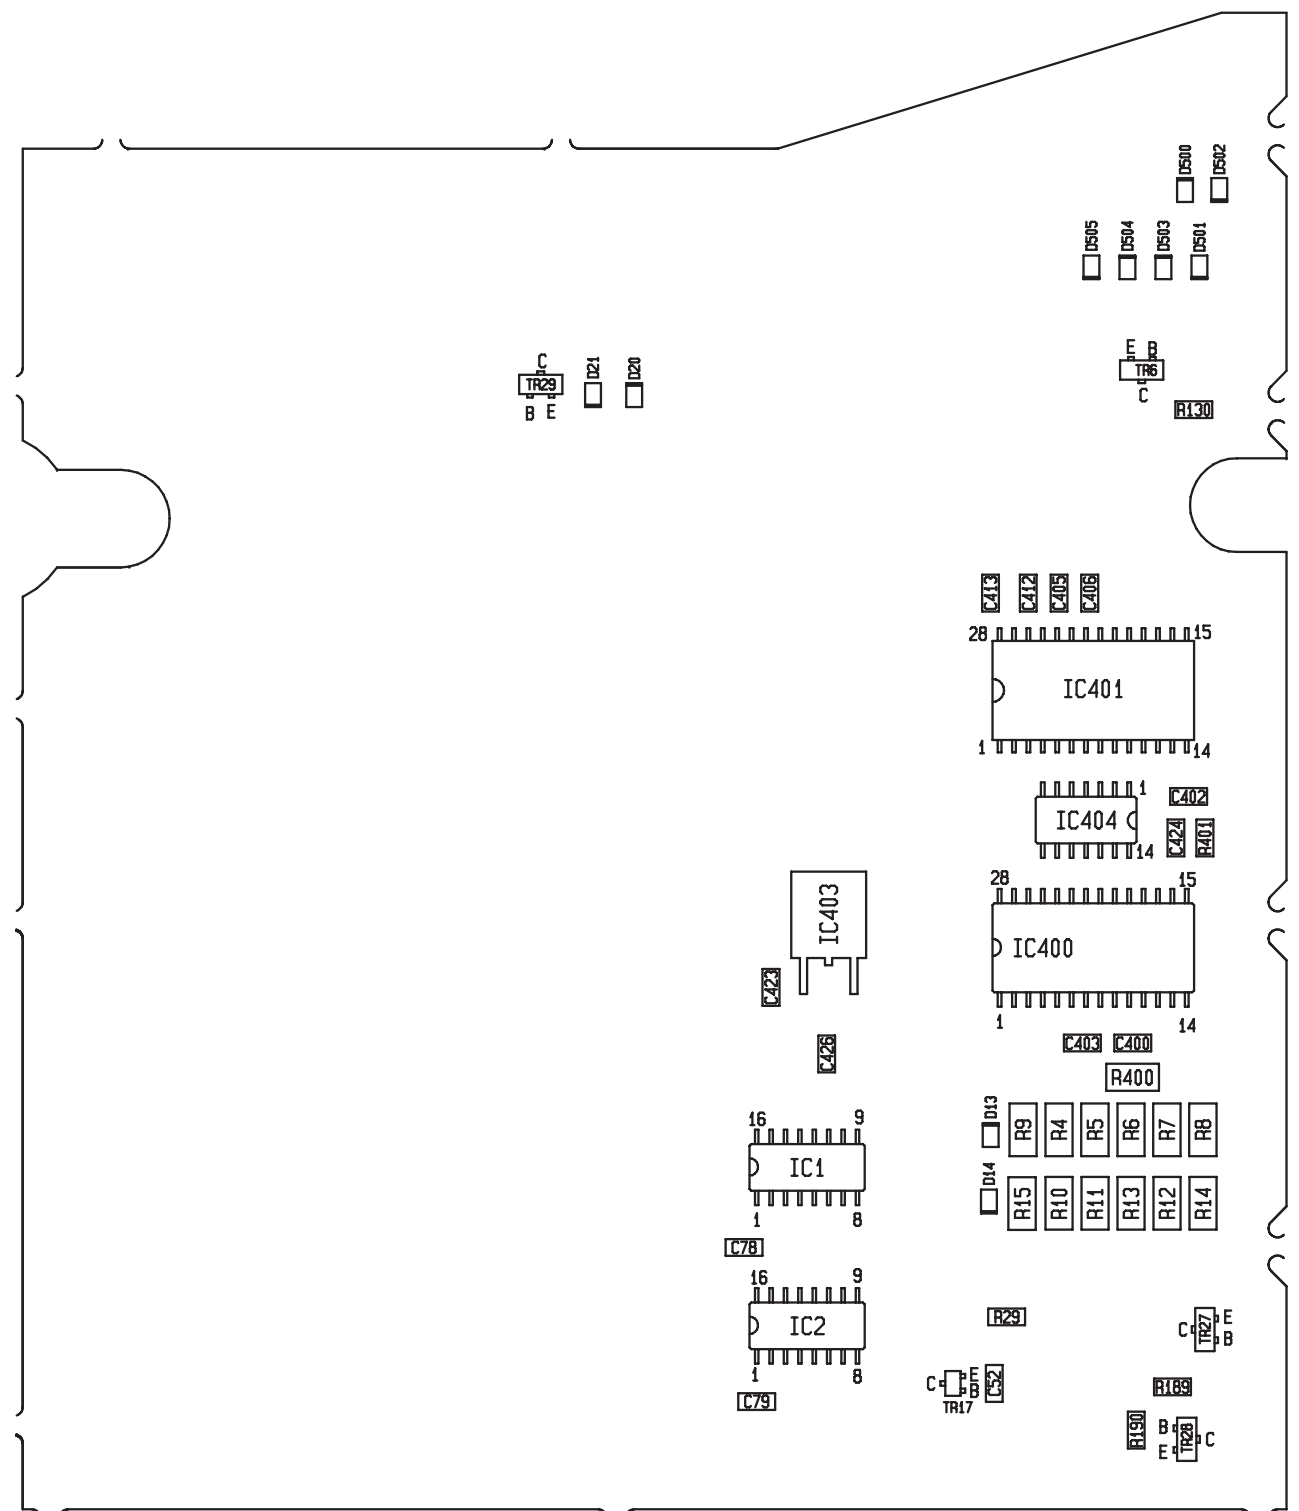 D500 D502
D505 D504 D503 D501
C
TR29
B E
D21 D20
E B
TR6
C
R130
C413 C412 C405 C406
28 15
IC401
1 14
1
IC404
14
C402
C424 R401
28 15
IC400
1 14
IC403
C423
C426
C403 C400
R400
D13 R9 R4 R5 R6 R7 R8
D14 R15 R10 R11 R13 R12 R14
16 9
IC1
1 8
C78
16 9
IC2
1 8
C79
R29
C TR27 E
B
C E
B
TR17
C52
R189
R190
B
E
TR28 C